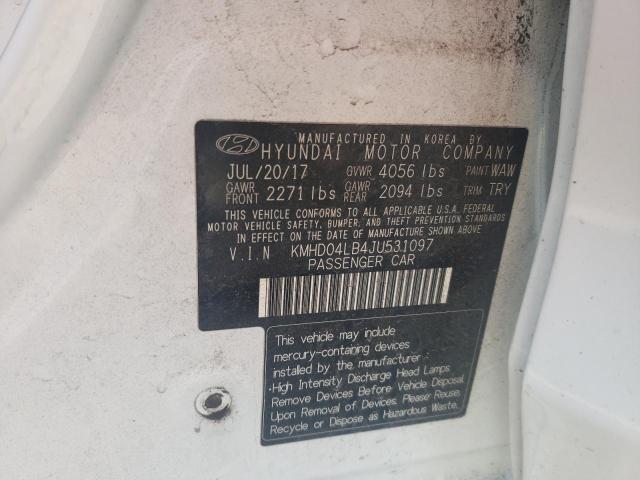 MANUFACTURED IN KOREA BY
HYUNDAI MOTOR COMPANY
JUL/20/17 GVWR 4056 lbs PAINT WAW
GAWR FRONT 2271 lbs GAWR REAR 2094 lbs TRIM TRY
THIS VEHICLE CONFORMS TO ALL APPLICABLE U.S.A. FEDERAL
MOTOR VEHICLE SAFETY, BUMPER, AND THEFT PREVENTION STANDARDS
IN EFFECT ON THE DATE OF MANUFACTURE SHOWN ABOVE
V.I.N KMHD04LB4JU531097
PASSENGER CAR
This vehicle may include
mercury-containing devices
installed by the manufacturer :
·High Intensity Discharge Head Lamps
Remove Devices Before Vehicle Disposal
Upon Removal of Devices. Please Reuse,
Recycle or Dispose as Hazardous Waste.